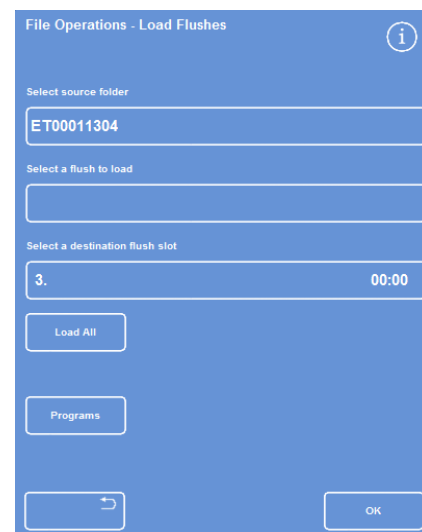 File Operations - Load Flushes
i
Select source folder
ET00011304
Select a flush to load
Select a destination flush slot
3. 00:00
Load All
Programs
OK